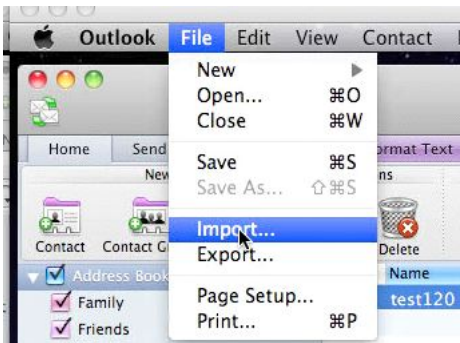 Outlook File Edit View Contact
New
Open... ⌘O
Close ⌘W
Home Send ormat Text
Save ⌘S
New ns
Save As... ⇧⌘S
Import...
Contact Contact G Delete
Export...
Address Book Name
Page Setup... test120
Family
Print... ⌘P
Friends